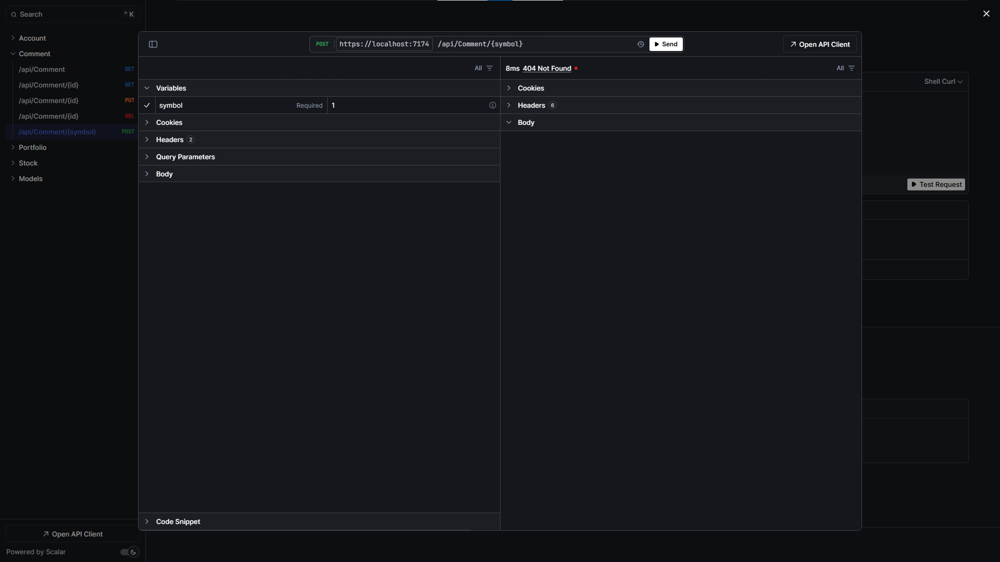 Search ^ K
Account
Comment
/api/Comment GET
/api/Comment/{id} GET
/api/Comment/{id} PUT
/api/Comment/{id} DEL
/api/Comment/{symbol} POST
Portfolio
Stock
Models
Open API Client
Powered by Scalar
POST https://localhost:7174 /api/Comment/{symbol} Send
Open API Client
All
Variables
symbol Required 1
Cookies
Headers 2
Query Parameters
Body
Code Snippet
8ms 404 Not Found All
Cookies
Headers 6
Body
Shell Curl
Test Request